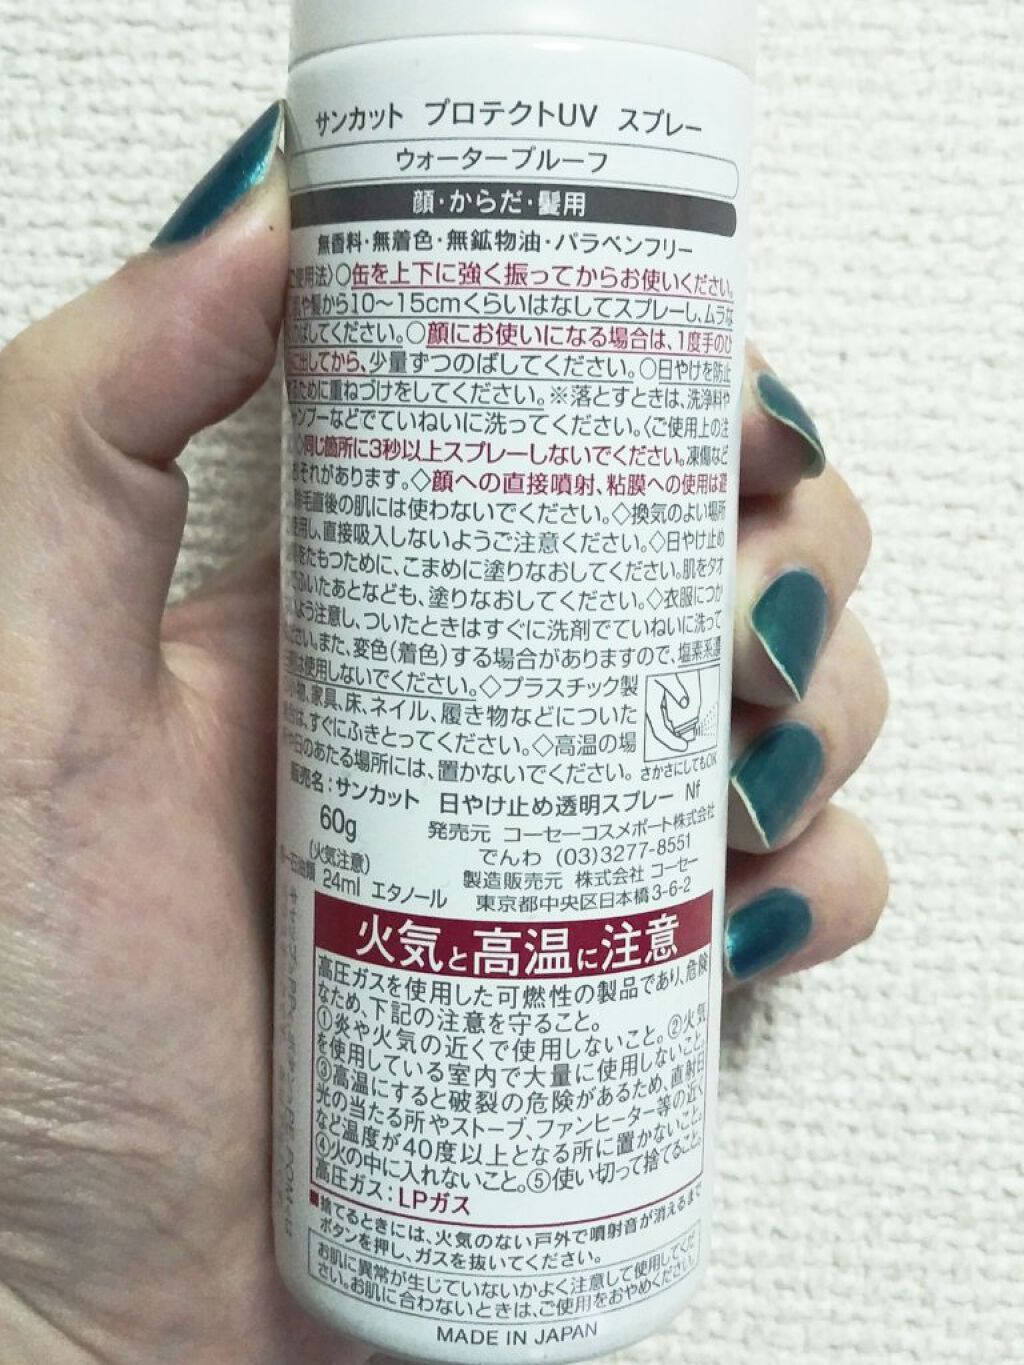 サンカット プロテクトUV スプレー
ウォータープルーフ
顔・からだ・髪用
無香料・無着色・無鉱物油・パラベンフリー
使用法〉○缶を上下に強く振ってからお使いください。
や髪から10〜15cmくらいはなしてスプレーし、ムラな
のばしてください。○顔にお使いになる場合は、1度手のひ
に出してから、少量ずつのばしてください。○日やけを防止
するために重ねづけをしてください。※落とすときは、洗浄料や
ャンプーなどでていねいに洗ってください。〈ご使用上の注
◇同じ箇所に3秒以上スプレーしないでください。凍傷など
おそれがあります。◇顔への直接噴射、粘膜への使用は避
除毛直後の肌には使わないでください。◇換気のよい場所
使用し、直接吸入しないようご注意ください。◇日やけ止め
をたもつために、こまめに塗りなおしてください。肌をタオ
ふいたあとなども、塗りなおしてください。◇衣服につか
よう注意し、ついたときはすぐに洗剤でていねいに洗って
ださい。また、変色(着色)する場合がありますので、塩素系漂
は使用しないでください。◇プラスチック製
小物、家具、床、ネイル、履き物などについた
は、すぐにふきとってください。◇高温の場
や日のあたる場所には、置かないでください。
さかさにしてもOK
販売名：サンカット 日やけ止め透明スプレー Nf
60g
発売元 コーセーコスメポート株式会社
でんわ (03)3277-8551
(火気注意)
製造販売元 株式会社 コーセー
石油類 24ml エタノール
東京都中央区日本橋3-6-2
火気と高温に注意
高圧ガスを使用した可燃性の製品であり、危険
なため、下記の注意を守ること。
①炎や火気の近くで使用しないこと。②火気
を使用している室内で大量に使用しないこと。
③高温にすると破裂の危険があるため、直射日
光の当たる所やストーブ、ファンヒーター等の近く
など温度が40度以上となる所に置かないこと。
④火の中に入れないこと。⑤使い切って捨てること。
高圧ガス：LPガス
■捨てるときには、火気のない戸外で噴射音が消えるまで
ボタンを押し、ガスを抜いてください。
お肌に異常が生じていないかよく注意して使用してくだ
さい。お肌に合わないときは、ご使用をおやめください。
MADE IN JAPAN